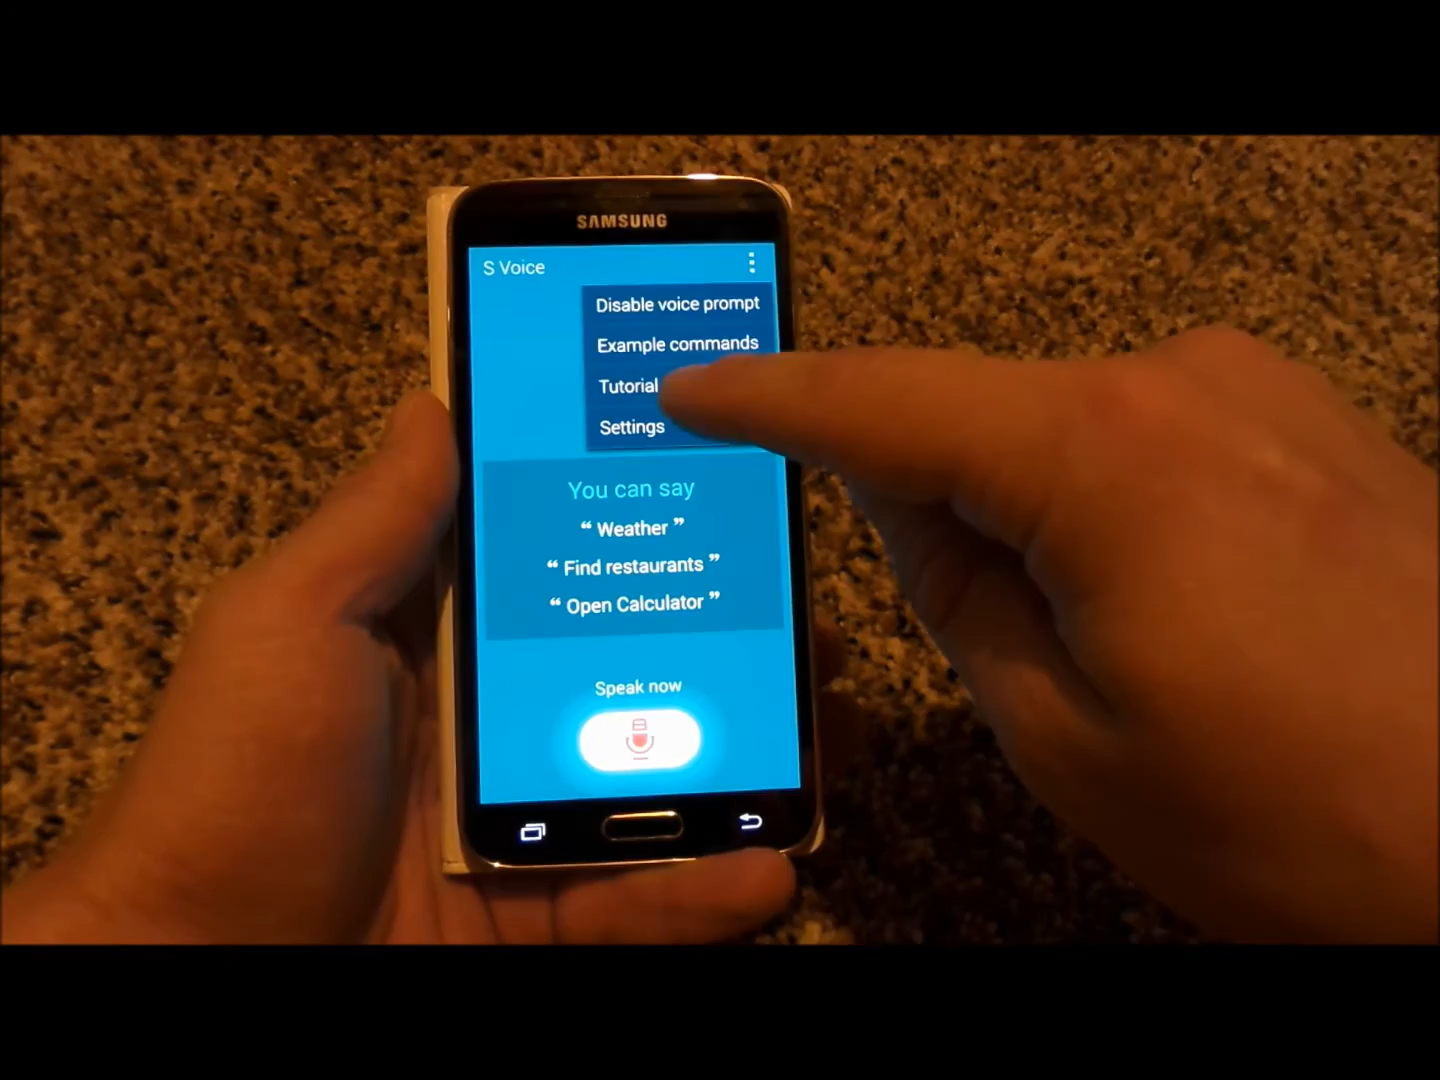 SAMSUNG
S Voice
Disable voice prompt
Example commands
Tutorial
Settings
You can say
“ Weather ”
“ Find restaurants ”
“ Open Calculator ”
Speak now